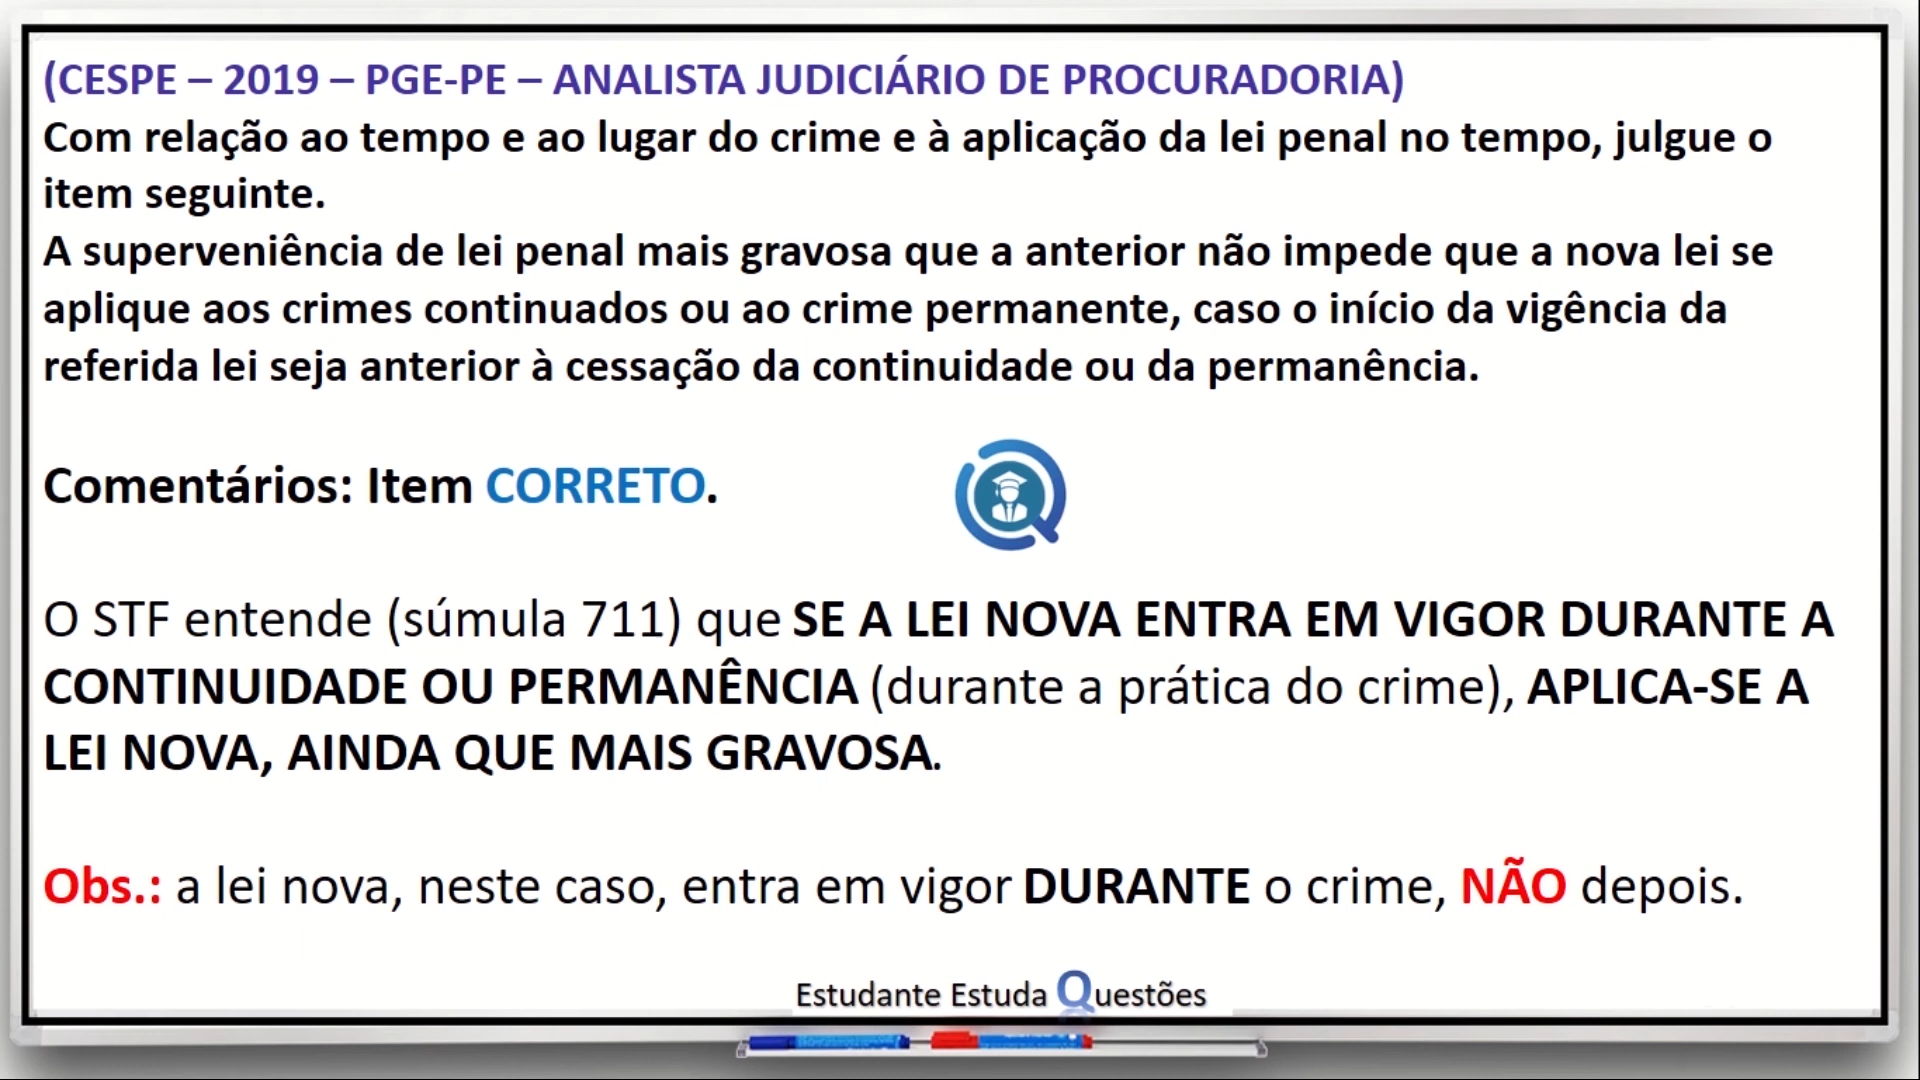 (CESPE – 2019 – PGE-PE – ANALISTA JUDICIÁRIO DE PROCURADORIA)
Com relação ao tempo e ao lugar do crime e à aplicação da lei penal no tempo, julgue o
item seguinte.
A superveniência de lei penal mais gravosa que a anterior não impede que a nova lei se
aplique aos crimes continuados ou ao crime permanente, caso o início da vigência da
referida lei seja anterior à cessação da continuidade ou da permanência.
Comentários: Item CORRETO.
O STF entende (súmula 711) que SE A LEI NOVA ENTRA EM VIGOR DURANTE A
CONTINUIDADE OU PERMANÊNCIA (durante a prática do crime), APLICA-SE A
LEI NOVA, AINDA QUE MAIS GRAVOSA.
Obs.: a lei nova, neste caso, entra em vigor DURANTE o crime, NÃO depois.
Estudante Estuda Questões